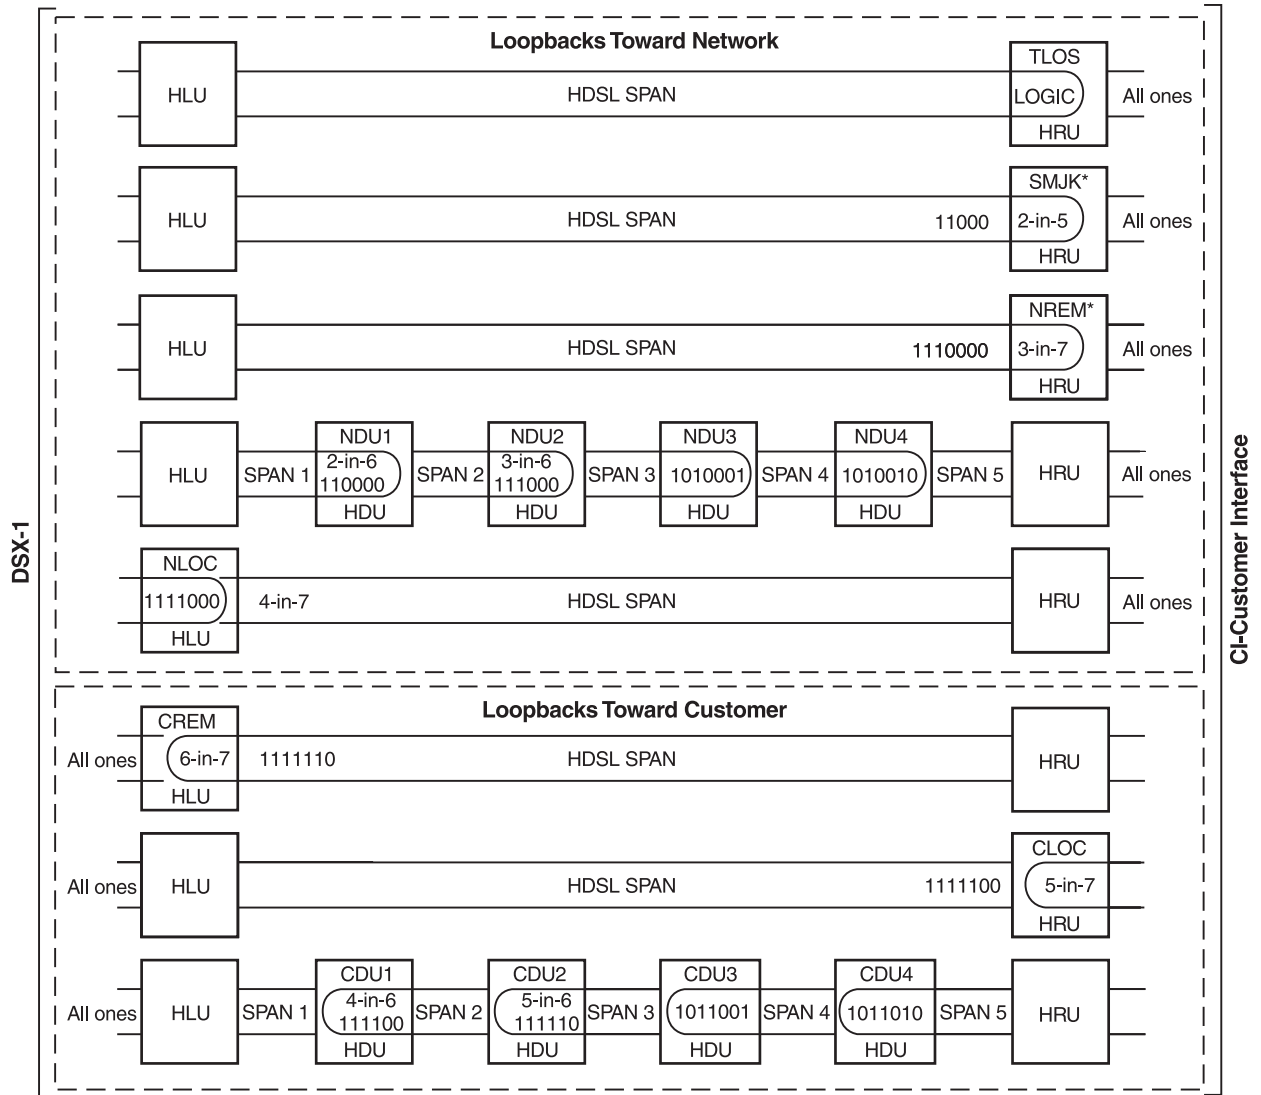 Loopbacks Toward Network
HLU
HDSL SPAN
TLOS
LOGIC
HRU
All ones
HLU
HDSL SPAN
11000
SMJK*
2-in-5
HRU
All ones
HLU
HDSL SPAN
1110000
NREM*
3-in-7
HRU
All ones
HLU
SPAN 1
NDU1
2-in-6
110000
HDU
SPAN 2
NDU2
3-in-6
111000
HDU
SPAN 3
NDU3
1010001
HDU
SPAN 4
NDU4
1010010
HDU
SPAN 5
HRU
All ones
NLOC
1111000
HLU
4-in-7
HDSL SPAN
HRU
All ones
DSX-1
CI-Customer Interface
Loopbacks Toward Customer
All ones
CREM
6-in-7
HLU
1111110
HDSL SPAN
HRU
All ones
HLU
HDSL SPAN
1111100
CLOC
5-in-7
HRU
All ones
HLU
SPAN 1
CDU1
4-in-6
111100
HDU
SPAN 2
CDU2
5-in-6
111110
HDU
SPAN 3
CDU3
1011001
HDU
SPAN 4
CDU4
1011010
HDU
SPAN 5
HRU